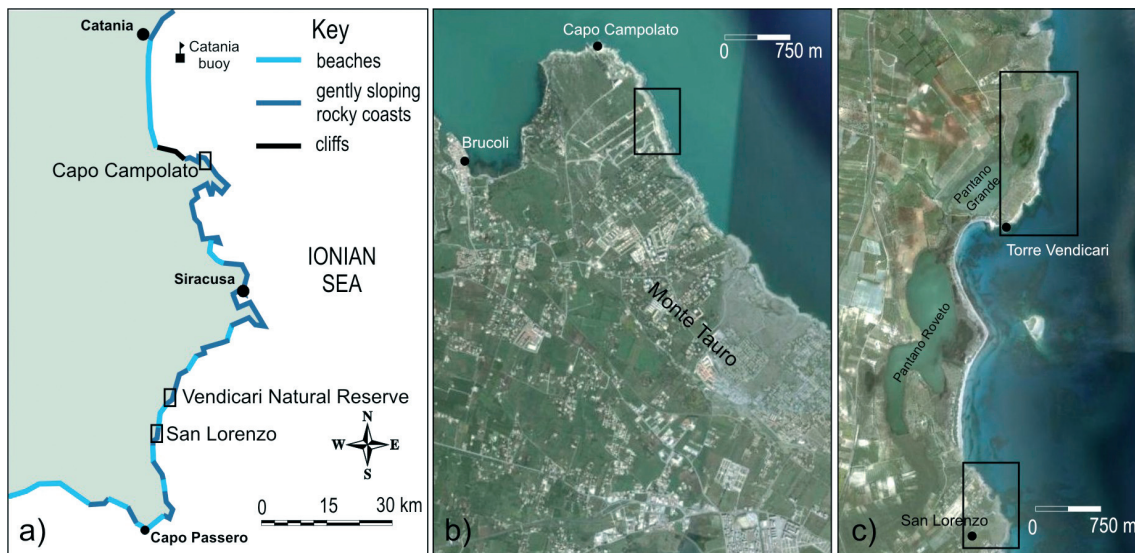 Catania
Catania
buoy
Key
beaches
gently sloping
rocky coasts
cliffs
Capo Campolato
IONIAN
SEA
Siracusa
Vendicari Natural Reserve
San Lorenzo
N
W E
S
0 15 30 km
Capo Passero
a)
Capo Campolato
0 750 m
Brucoli
Monte Tauro
b)
Pantano
Grande
Torre Vendicari
Pantano Roveto
San Lorenzo
0 750 m
c)